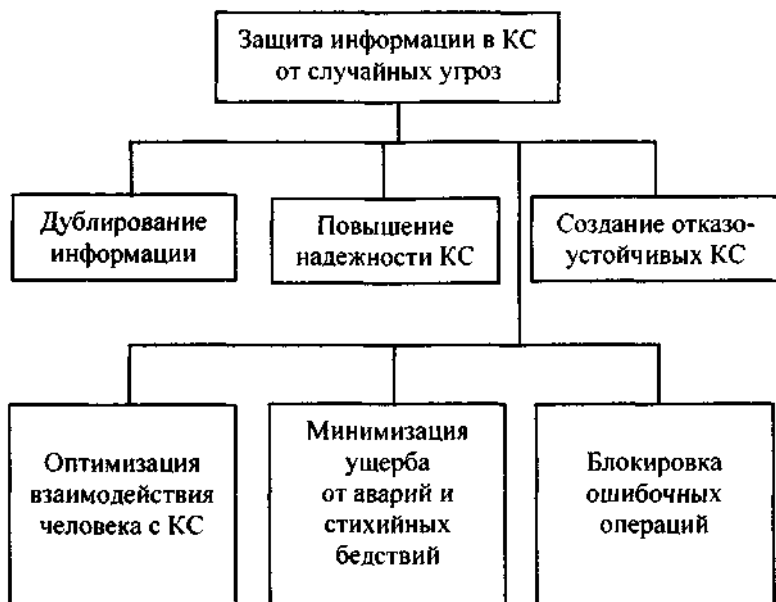 Защита информации в КС
от случайных угроз
Дублирование
информации
Повышение
надежности КС
Создание отказо-
устойчивых КС
Оптимизация
взаимодействия
человека с КС
Минимизация
ущерба
от аварий и
стихийных
бедствий
Блокировка
ошибочных
операций